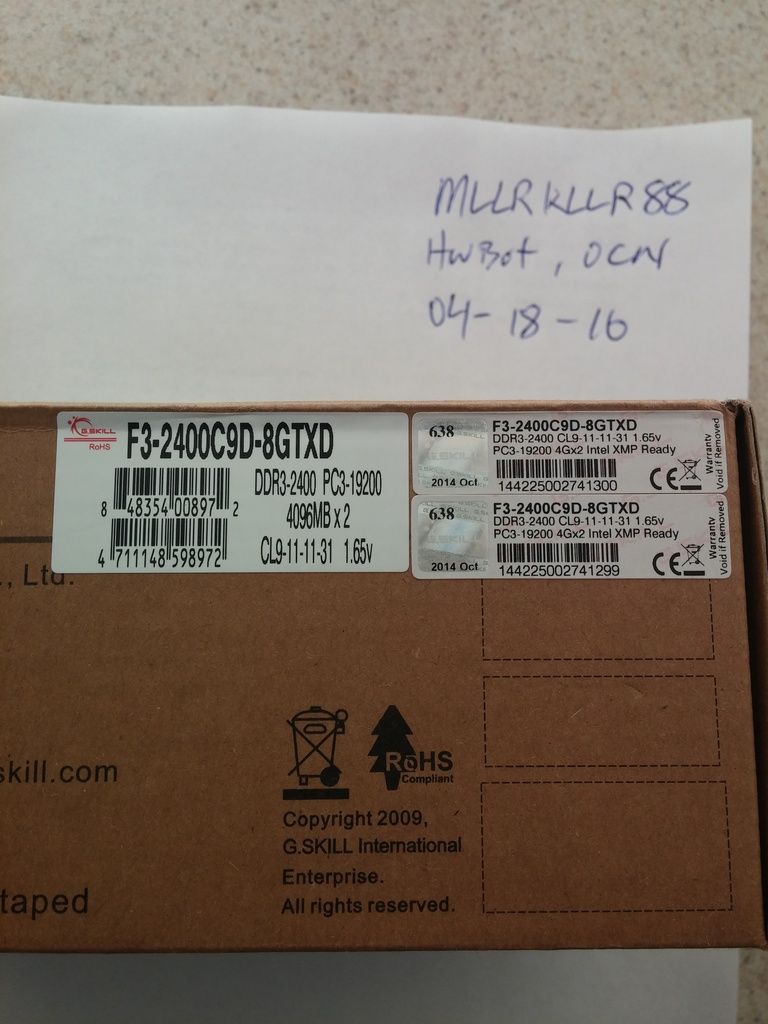 MLLRKLLR88
HwBot, OCN
04-18-16
G.SKILL
RoHS
F3-2400C9D-8GTXD
8 48354 00897 2
4 711148 598972
DDR3-2400 PC3-19200
4096MB x 2
CL9-11-11-31 1.65v
638
2014 Oct.
F3-2400C9D-8GTXD
DDR3-2400 CL9-11-11-31 1.65v
PC3-19200 4Gx2 Intel XMP Ready
144225002741300
CE
Warranty
Void if Removed
638
2014 Oct
F3-2400C9D-8GTXD
DDR3-2400 CL9-11-11-31 1.65v
PC3-19200 4Gx2 Intel XMP Ready
144225002741299
CE
Warranty
Void if Removed
., Ltd.
skill.com
taped
RoHS
Compliant
Copyright 2009,
G.SKILL International
Enterprise.
All rights reserved.